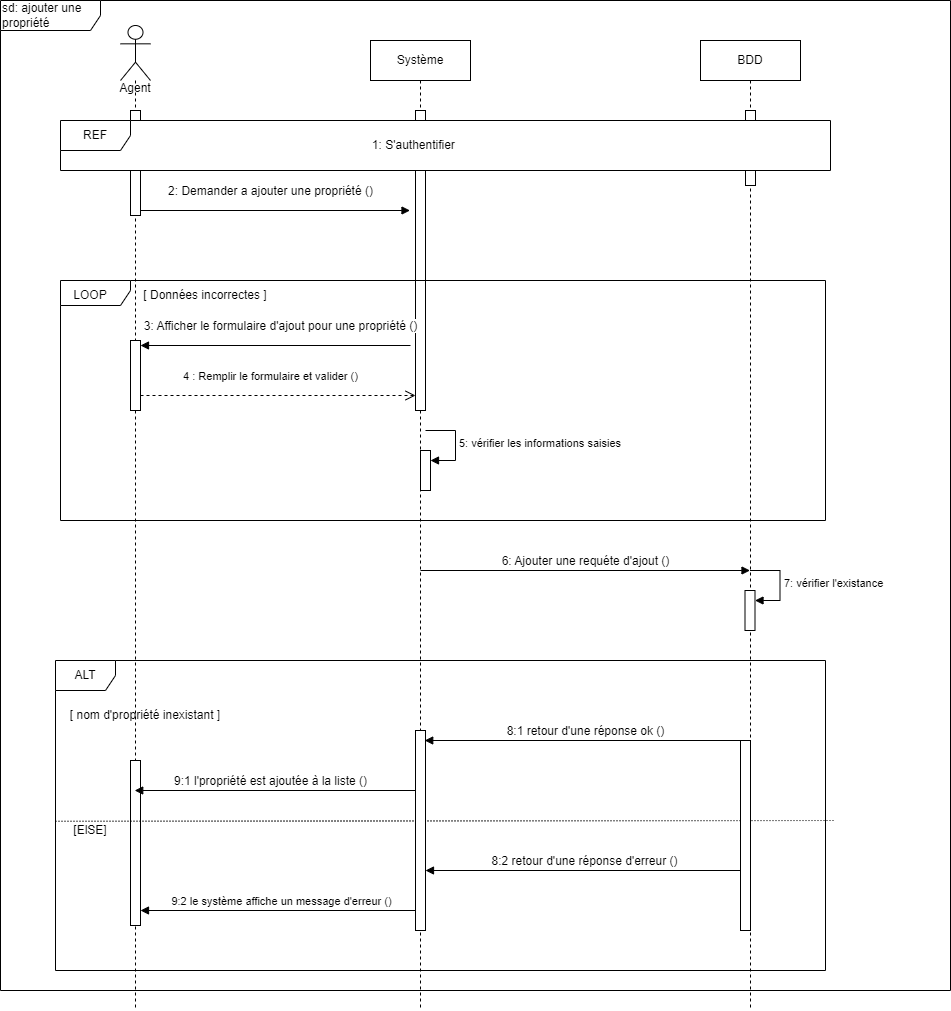 sd: ajouter une
propriété
Agent
Système
BDD
REF
1: S'authentifier
2: Demander a ajouter une propriété ()
LOOP
[ Données incorrectes ]
3: Afficher le formulaire d'ajout pour une propriété ()
4 : Remplir le formulaire et valider ()
5: vérifier les informations saisies
6: Ajouter une requéte d'ajout ()
7: vérifier l'existance
ALT
[ nom d'propriété inexistant ]
8:1 retour d'une réponse ok ()
9:1 l'propriété est ajoutée à la liste ()
[ElSE]
8:2 retour d'une réponse d'erreur ()
9:2 le système affiche un message d'erreur ()